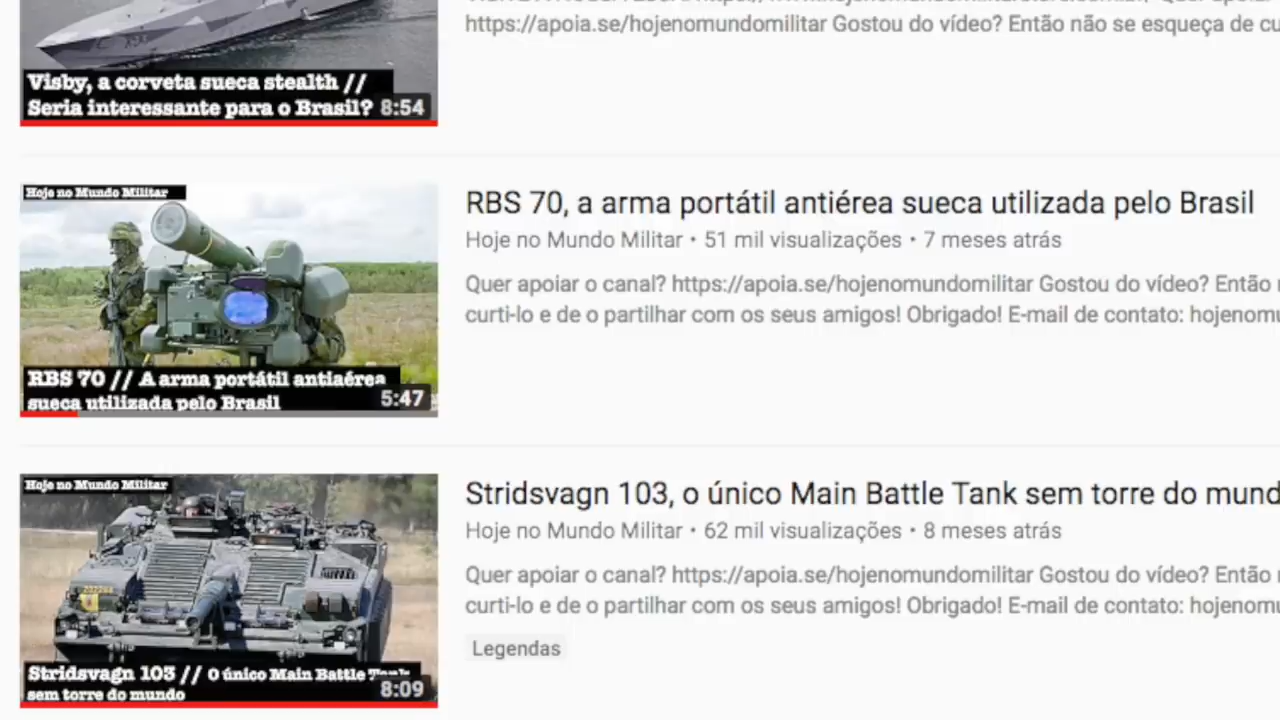 https://apoia.se/hojenomundomilitar Gostou do vídeo? Então não se esqueça de cu
Visby, a corveta sueca stealth //
Seria interessante para o Brasil?
8:54
Hoje no Mundo Militar
RBS 70 // A arma portátil antiaérea
sueca utilizada pelo Brasil
5:47
RBS 70, a arma portátil antiérea sueca utilizada pelo Brasil
Hoje no Mundo Militar • 51 mil visualizações • 7 meses atrás
Quer apoiar o canal? https://apoia.se/hojenomundomilitar Gostou do vídeo? Então
curti-lo e de o partilhar com os seus amigos! Obrigado! E-mail de contato: hojenomu
Hoje no Mundo Militar
Stridsvagn 103 // O único Main Battle Tank
sem torre do mundo
8:09
Stridsvagn 103, o único Main Battle Tank sem torre do mund
Hoje no Mundo Militar • 62 mil visualizações • 8 meses atrás
Quer apoiar o canal? https://apoia.se/hojenomundomilitar Gostou do vídeo? Então
curti-lo e de o partilhar com os seus amigos! Obrigado! E-mail de contato: hojenomu
Legendas